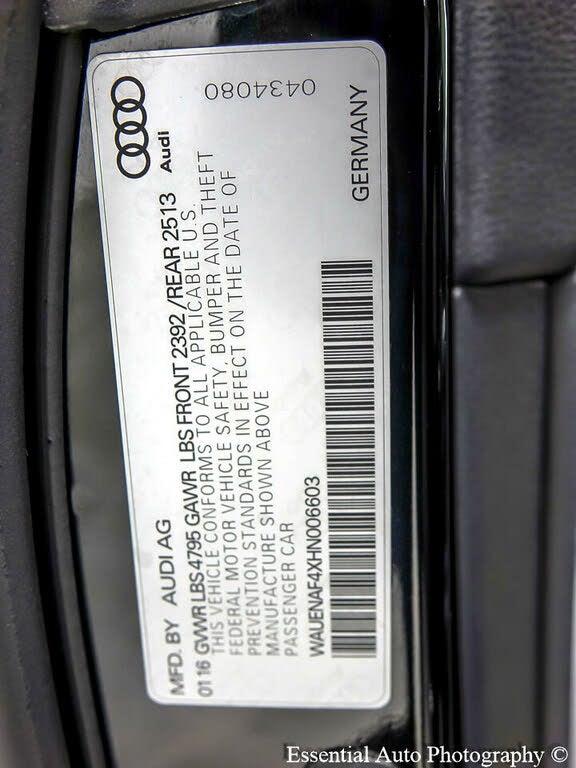 MFD. BY AUDI AG
Audi
01 16 GVWR LBS 4795 GAWR LBS FRONT 2392 / REAR 2513
THIS VEHICLE CONFORMS TO ALL APPLICABLE U.S.
FEDERAL MOTOR VEHICLE SAFETY, BUMPER AND THEFT
PREVENTION STANDARDS IN EFFECT ON THE DATE OF
MANUFACTURE SHOWN ABOVE
PASSENGER CAR
0434080
WAUENAF4XHN006603
GERMANY
Essential Auto Photography ©